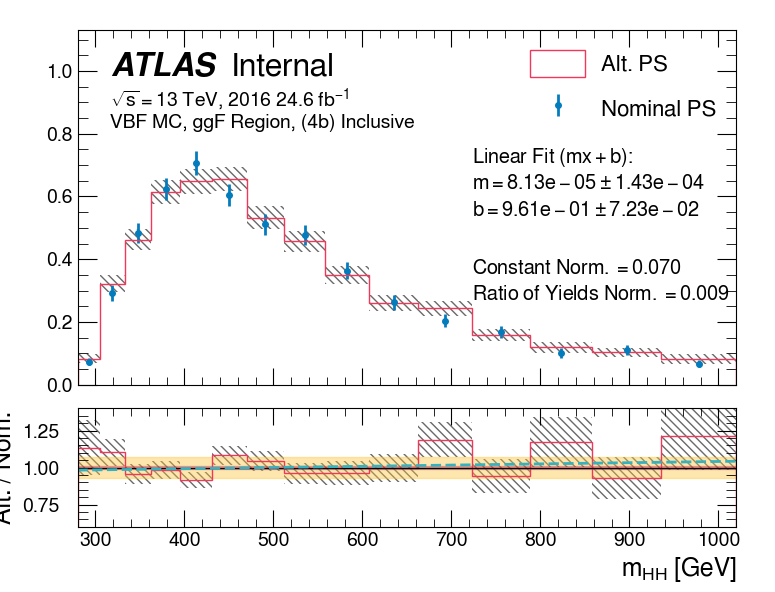 ATLAS Internal
√s = 13 TeV, 2016 24.6 fb⁻¹
VBF MC, ggF Region, (4b) Inclusive
Alt. PS
Nominal PS
Linear Fit (mx + b):
m = 8.13e − 05 ± 1.43e − 04
b = 9.61e − 01 ± 7.23e − 02
Constant Norm. = 0.070
Ratio of Yields Norm. = 0.009
1.0
0.8
0.6
0.4
0.2
0.0
Alt. / Nom.
1.25
1.00
0.75
300 400 500 600 700 800 900 1000
m_HH [GeV]